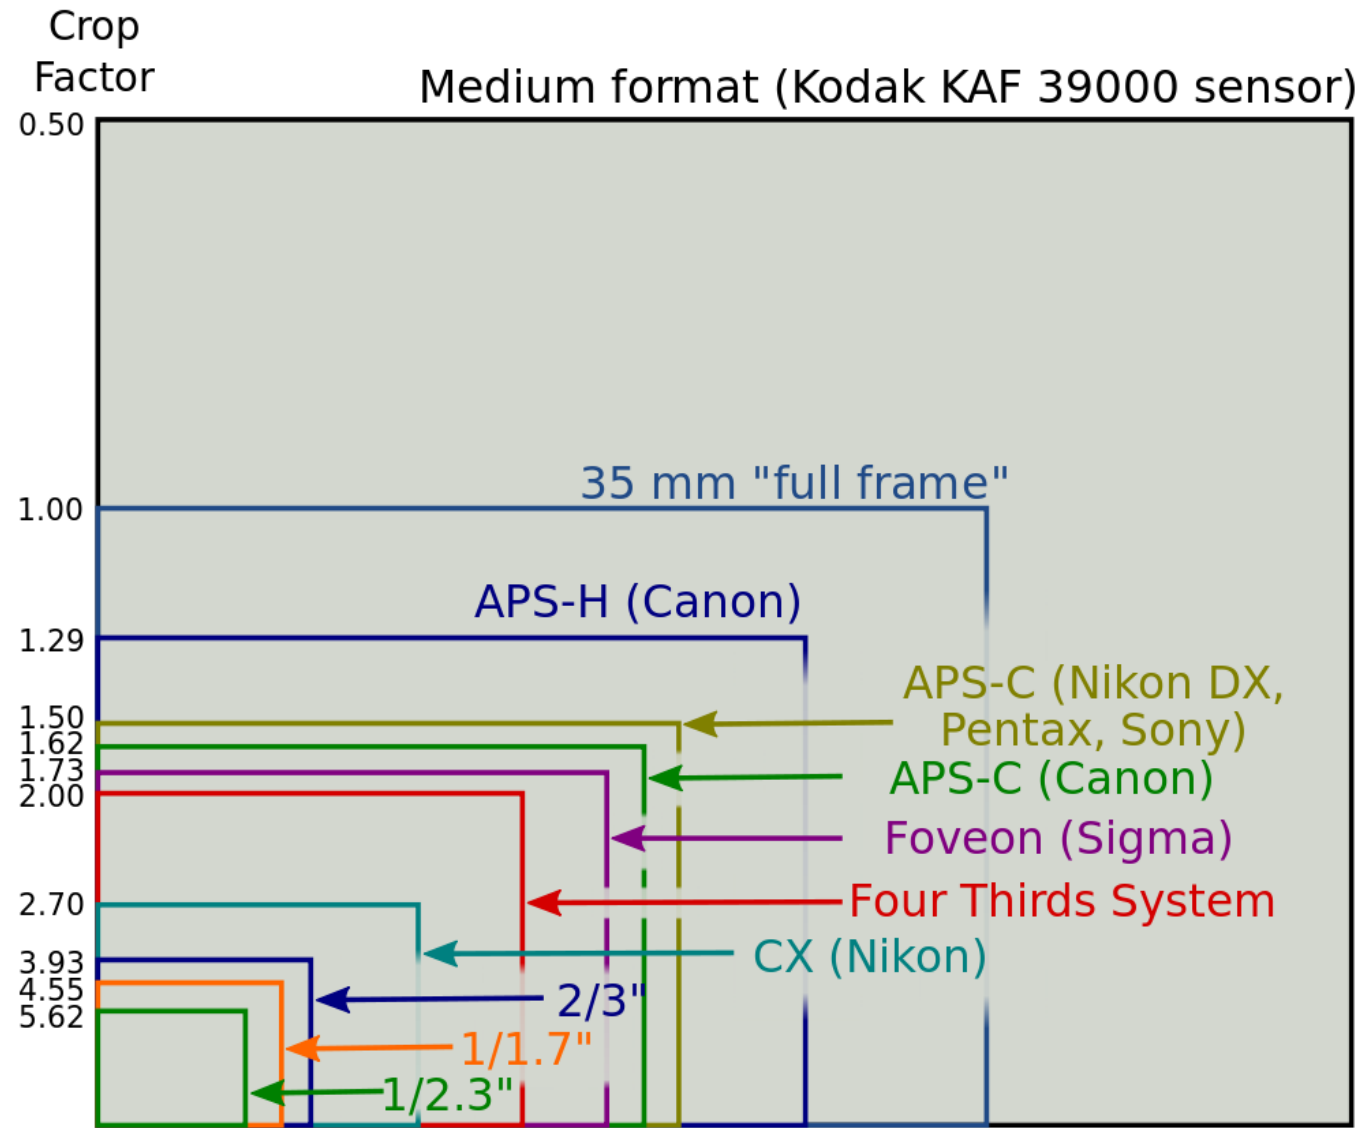 Crop
Factor
Medium format (Kodak KAF 39000 sensor)
0.50
35 mm "full frame"
1.00
APS-H (Canon)
1.29
APS-C (Nikon DX,
Pentax, Sony)
1.50
1.62
APS-C (Canon)
1.73
2.00
Foveon (Sigma)
Four Thirds System
2.70
CX (Nikon)
3.93
2/3"
4.55
5.62
1/1.7"
1/2.3"